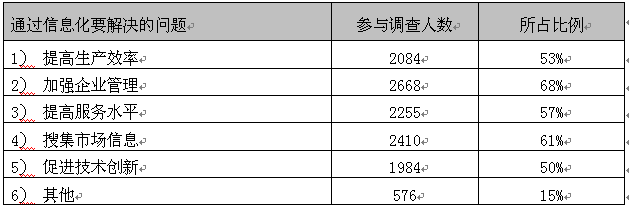 通过信息化要解决的问题 参与调查人数 所占比例
1） 提高生产效率 2084 53%
2） 加强企业管理 2668 68%
3） 提高服务水平 2255 57%
4） 搜集市场信息 2410 61%
5） 促进技术创新 1984 50%
6） 其他 576 15%